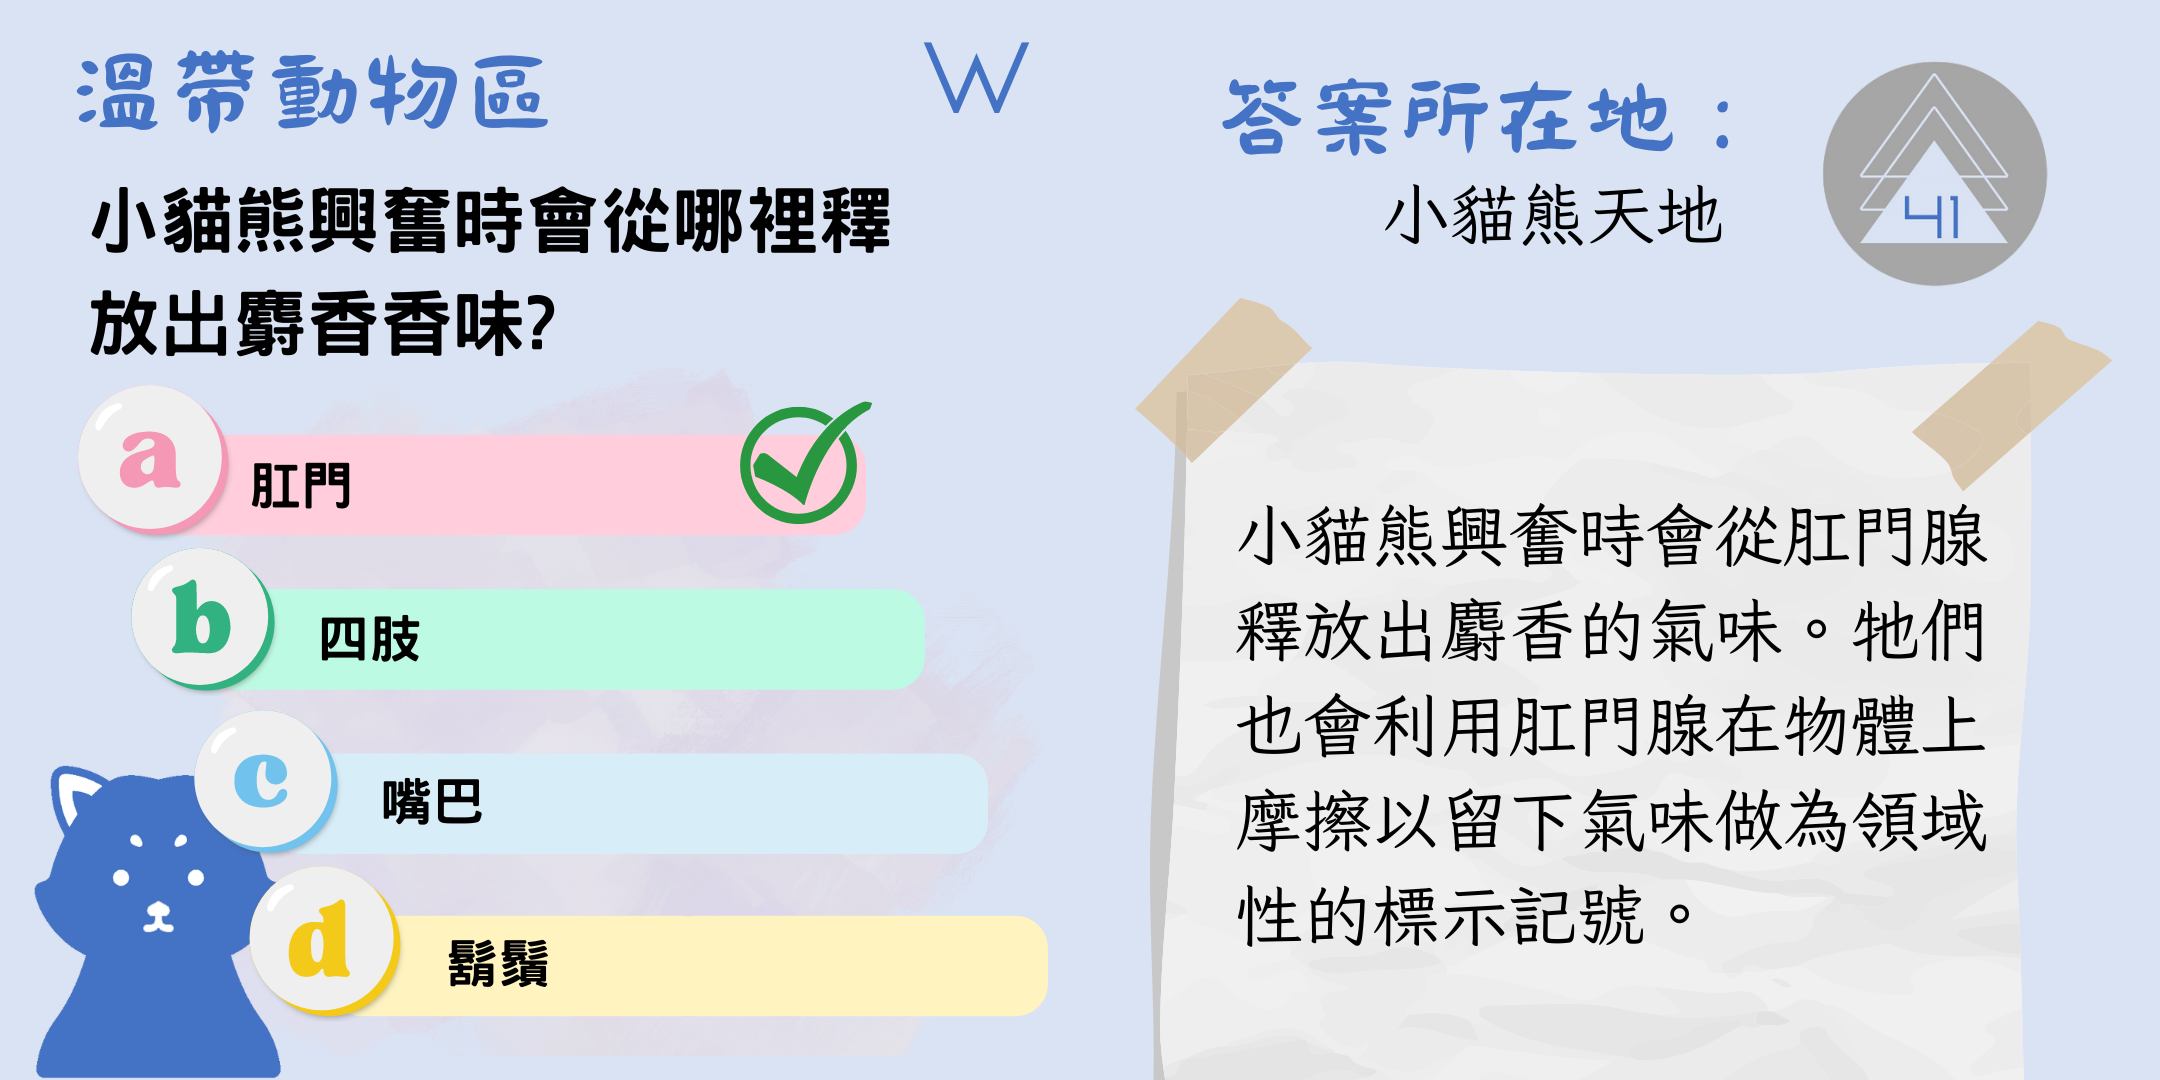 溫帶動物區
W
小貓熊興奮時會從哪裡釋
放出麝香香味?
a
肛門
b
四肢
c
嘴巴
d
鬍鬚
答案所在地：
小貓熊天地
41
小貓熊興奮時會從肛門腺
釋放出麝香的氣味。牠們
也會利用肛門腺在物體上
摩擦以留下氣味做為領域
性的標示記號。